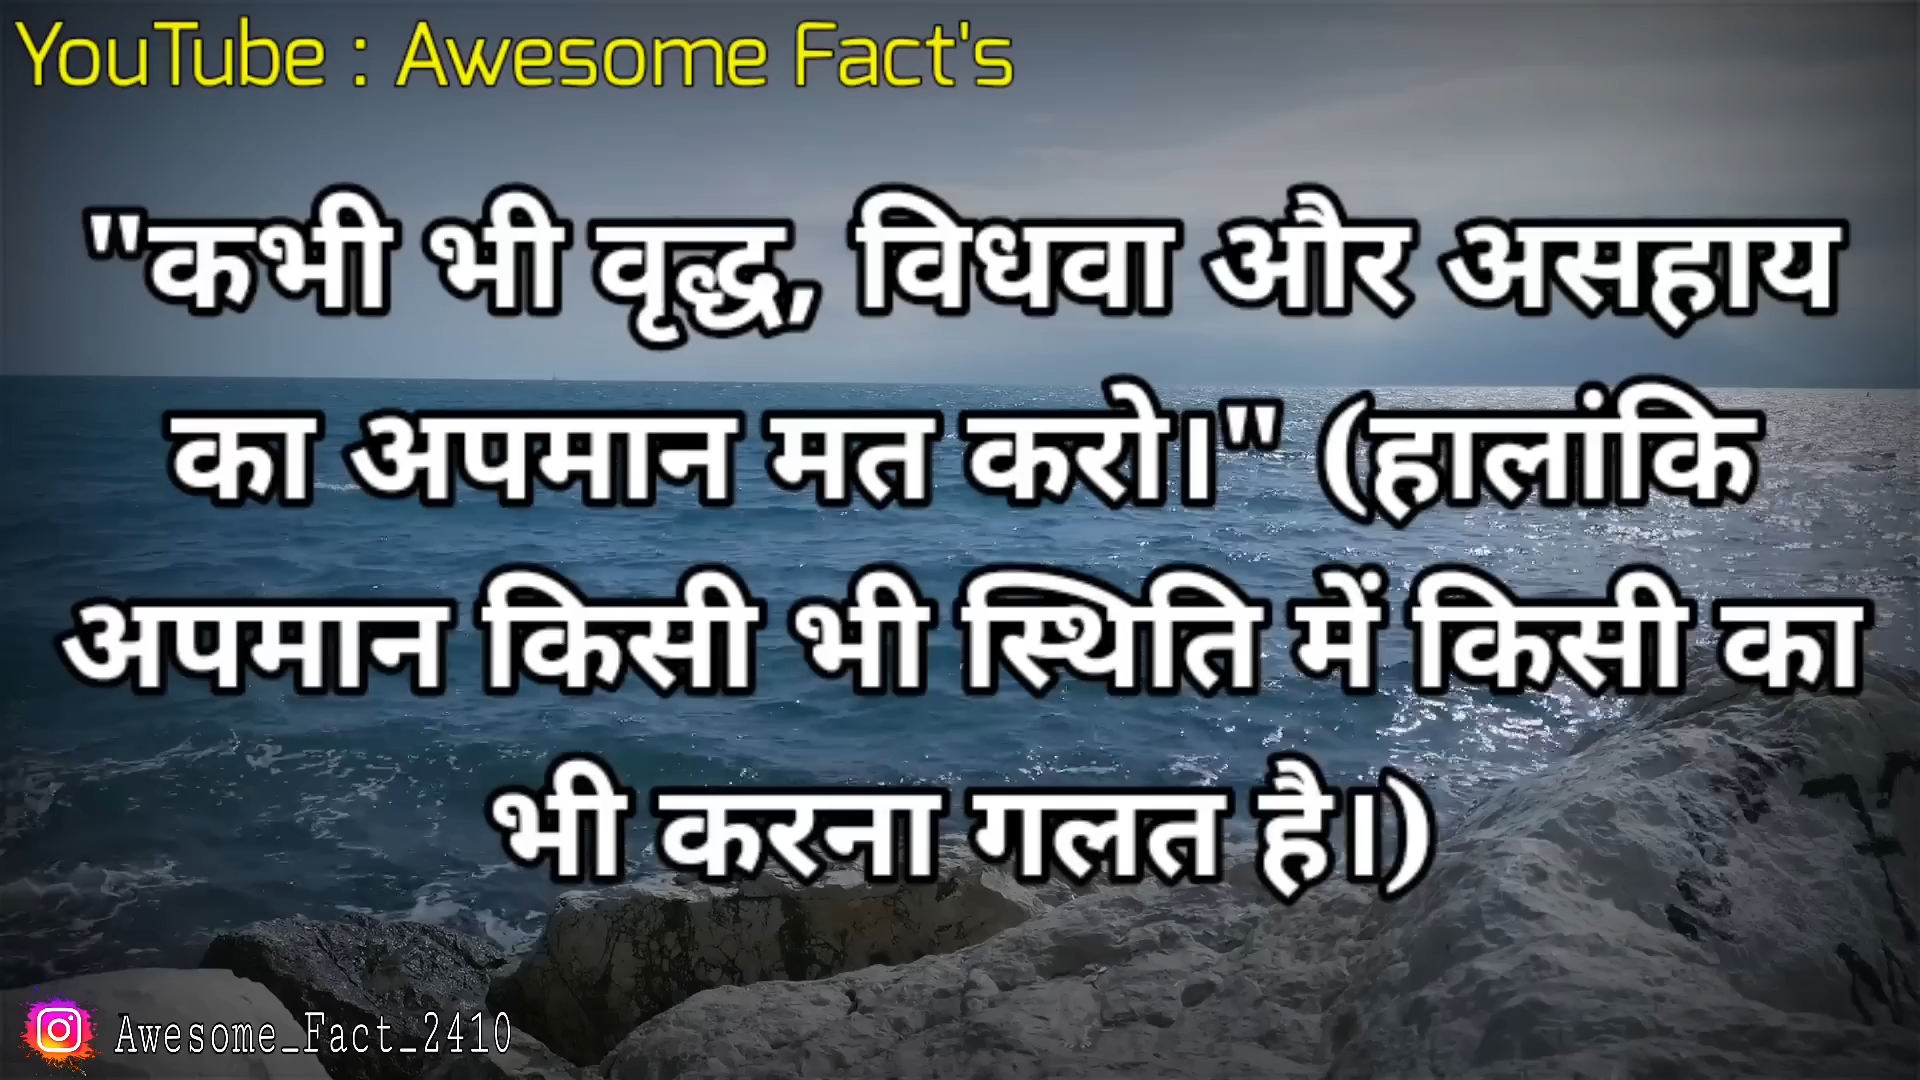 YouTube : Awesome Fact's
"कभी भी वृद्ध, विधवा और असहाय
का अपमान मत करो।" (हालांकि
अपमान किसी भी स्थिति में किसी का
भी करना गलत है।)
Awesome_Fact_2410